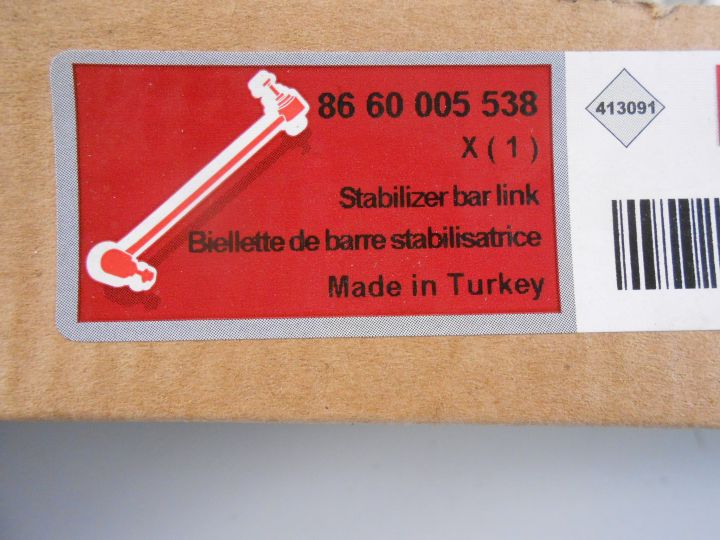 86 60 005 538
X ( 1 )
Stabilizer bar link
Biellette de barre stabilisatrice
Made in Turkey
413091